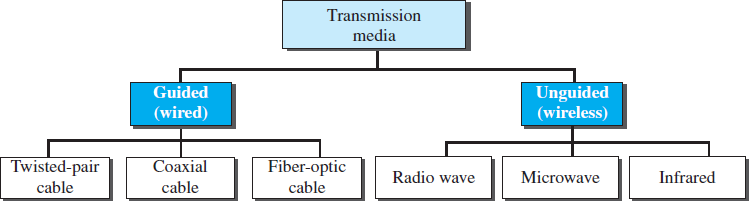 Transmission
media
Guided
(wired)
Unguided
(wireless)
Twisted-pair
cable
Coaxial
cable
Fiber-optic
cable
Radio wave
Microwave
Infrared